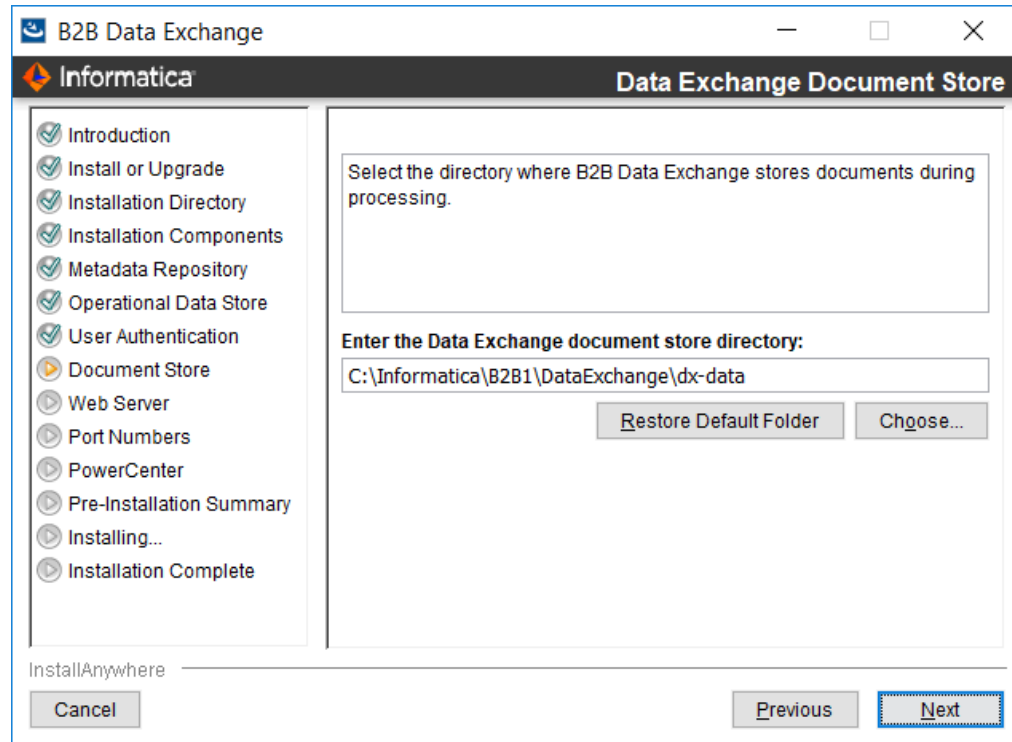 B2B Data Exchange
Informatica
Data Exchange Document Store
Introduction
Install or Upgrade
Installation Directory
Installation Components
Metadata Repository
Operational Data Store
User Authentication
Document Store
Web Server
Port Numbers
PowerCenter
Pre-Installation Summary
Installing...
Installation Complete
Select the directory where B2B Data Exchange stores documents during
processing.
Enter the Data Exchange document store directory:
C:\Informatica\B2B1\DataExchange\dx-data
Restore Default Folder
Choose...
InstallAnywhere
Cancel
Previous
Next